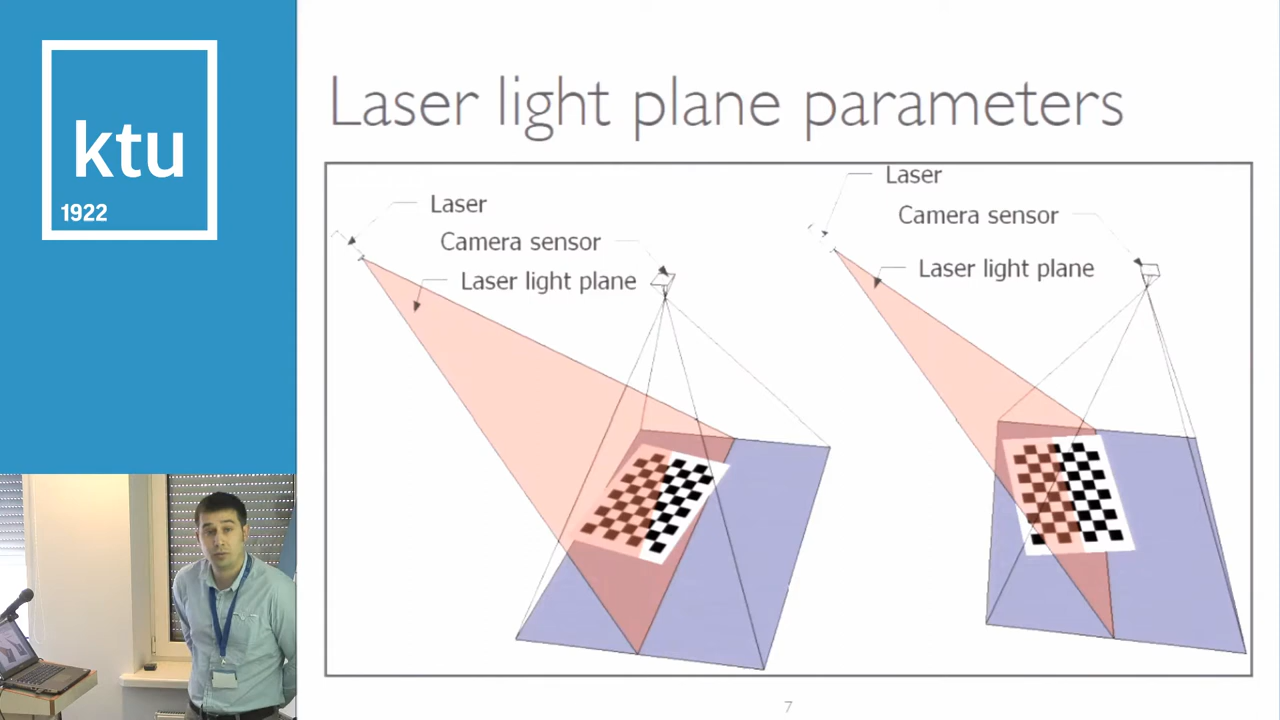 ktu
1922
Laser light plane parameters
Laser
Camera sensor
Laser light plane
Laser
Camera sensor
Laser light plane
7